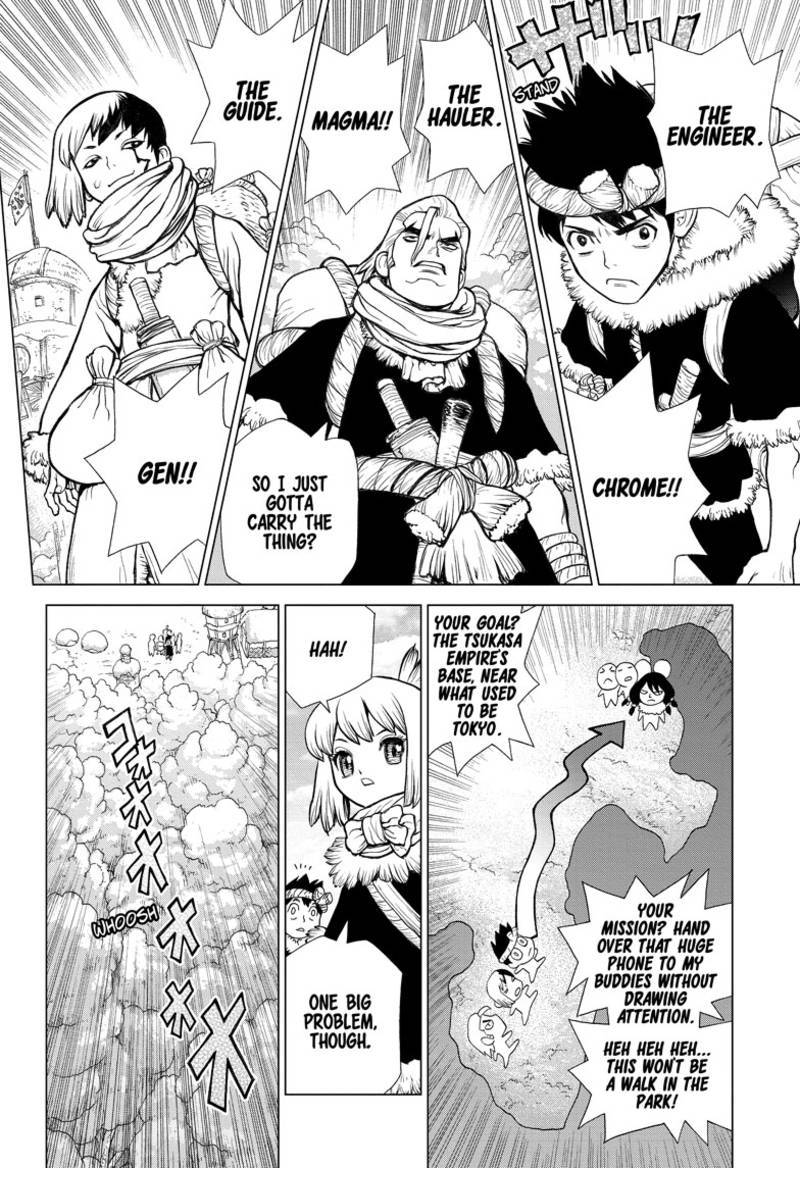 ザッ
STAND
THE
ENGINEER.
CHROME!!
THE
HAULER.
MAGMA!!
SO I JUST
GOTTA
CARRY THE
THING?
THE
GUIDE.
GEN!!
YOUR GOAL?
THE TSUKASA
EMPIRE'S
BASE, NEAR
WHAT USED
TO BE
TOKYO.
YOUR
MISSION? HAND
OVER THAT HUGE
PHONE TO MY
BUDDIES WITHOUT
DRAWING
ATTENTION.
HEH HEH HEH...
THIS WON'T BE
A WALK IN THE
PARK!
HAH!
ONE BIG
PROBLEM,
THOUGH.
WHOOSH